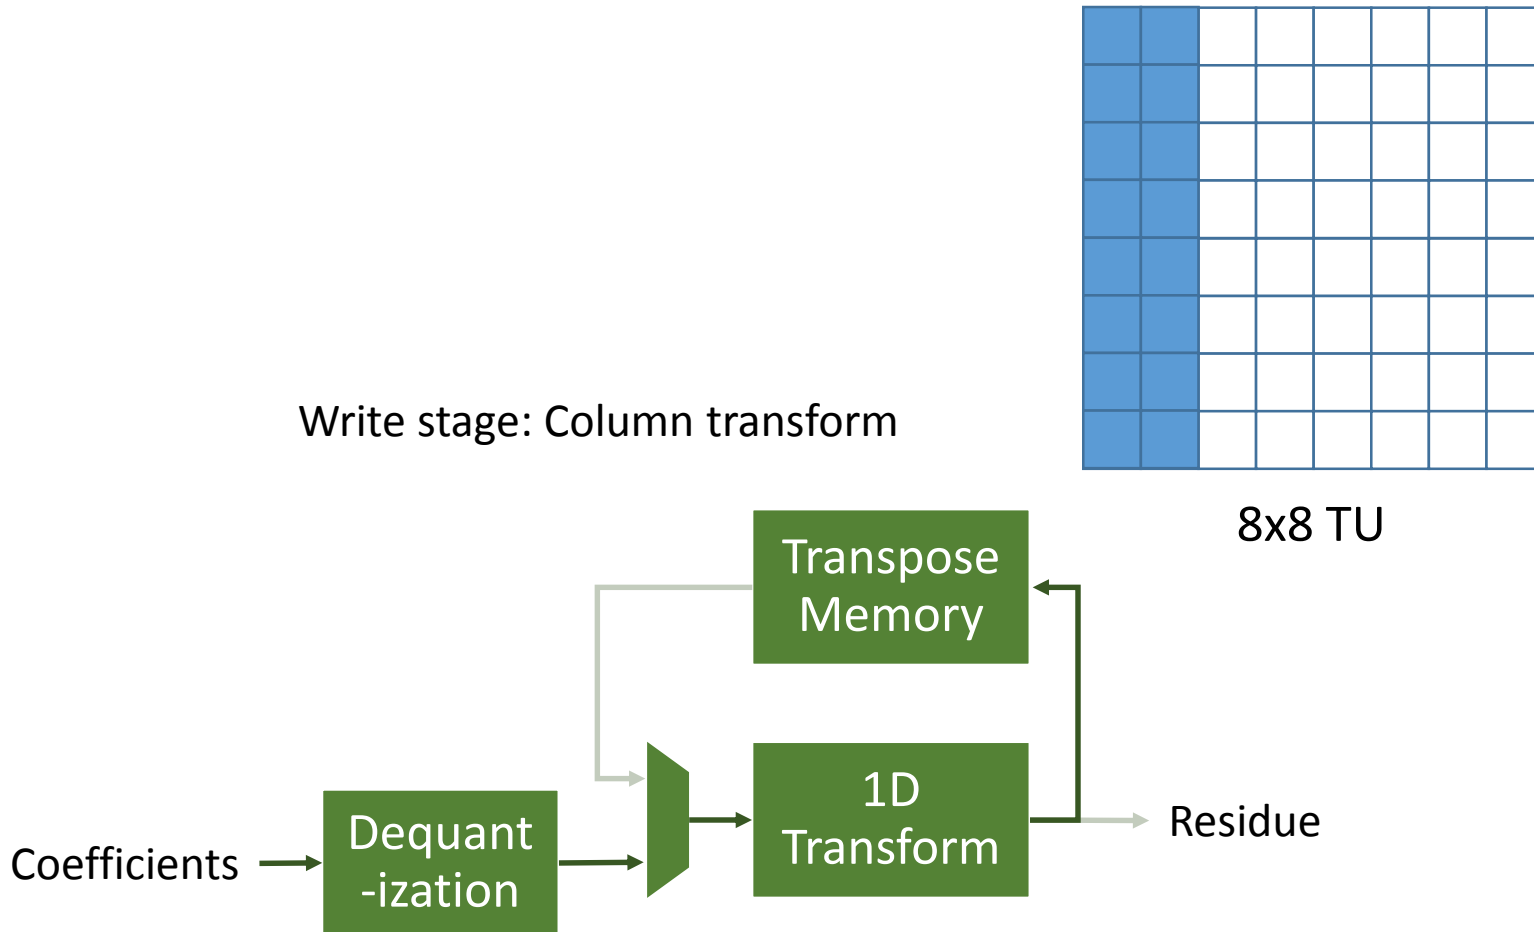 Write stage: Column transform
8x8 TU
Transpose
Memory
1D
Transform
Dequant
-ization
Coefficients
Residue